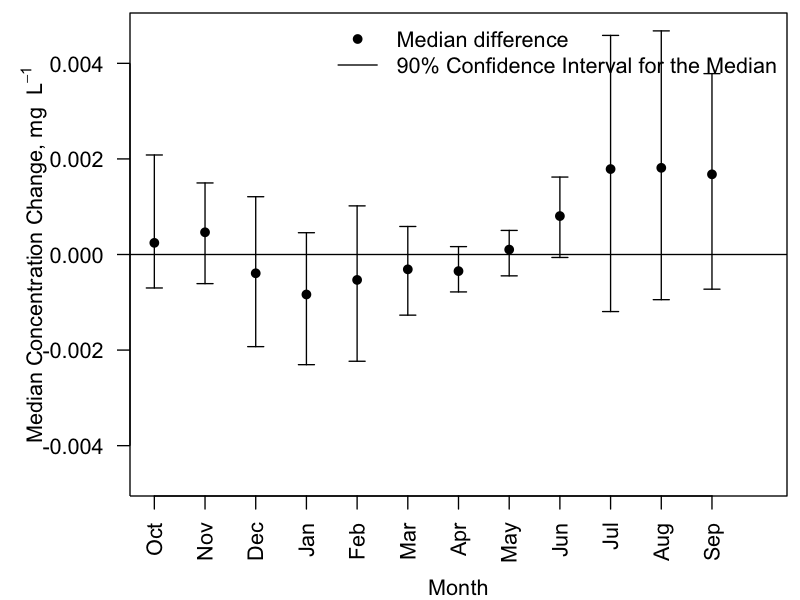 Median difference
90% Confidence Interval for the Median
Median Concentration Change, mg L⁻¹
0.004
0.002
0.000
-0.002
-0.004
Oct
Nov
Dec
Jan
Feb
Mar
Apr
May
Jun
Jul
Aug
Sep
Month